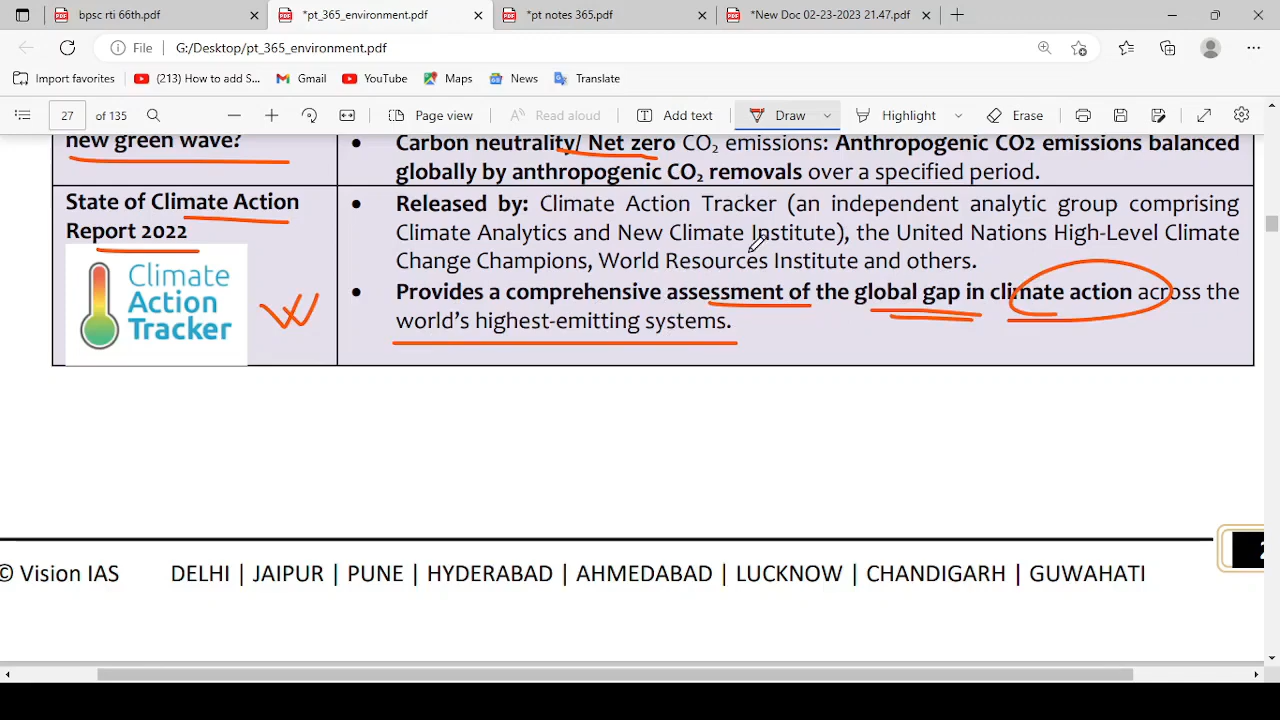 bpsc rti 66th.pdf
*pt_365_environment.pdf
*pt notes 365.pdf
*New Doc 02-23-2023 21.47.pdf
File
G:/Desktop/pt_365_environment.pdf
Import favorites
(213) How to add S...
Gmail
YouTube
Maps
News
Translate
27 of 135
Page view
Read aloud
Add text
Draw
Highlight
Erase
new green wave?
• Carbon neutrality/ Net zero CO₂ emissions: Anthropogenic CO2 emissions balanced
globally by anthropogenic CO₂ removals over a specified period.
State of Climate Action
Report 2022
Climate
Action
Tracker
• Released by: Climate Action Tracker (an independent analytic group comprising
Climate Analytics and New Climate Institute), the United Nations High-Level Climate
Change Champions, World Resources Institute and others.
• Provides a comprehensive assessment of the global gap in climate action across the
world's highest-emitting systems.
© Vision IAS
DELHI | JAIPUR | PUNE | HYDERABAD | AHMEDABAD | LUCKNOW | CHANDIGARH | GUWAHATI